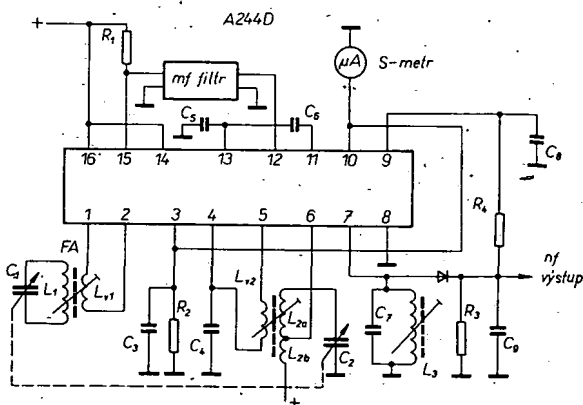 A244D
+
R1
mf filtr
µA
S-metr
C5
C6
C8
16
15
14
13
12
11
10
9
1
2
3
4
5
6
7
8
R4
FA
C1
L1
Lv1
Lv2
L2a
L2b
C2
C3
R2
C4
C7
L3
R3
C9
nf
výstup
+